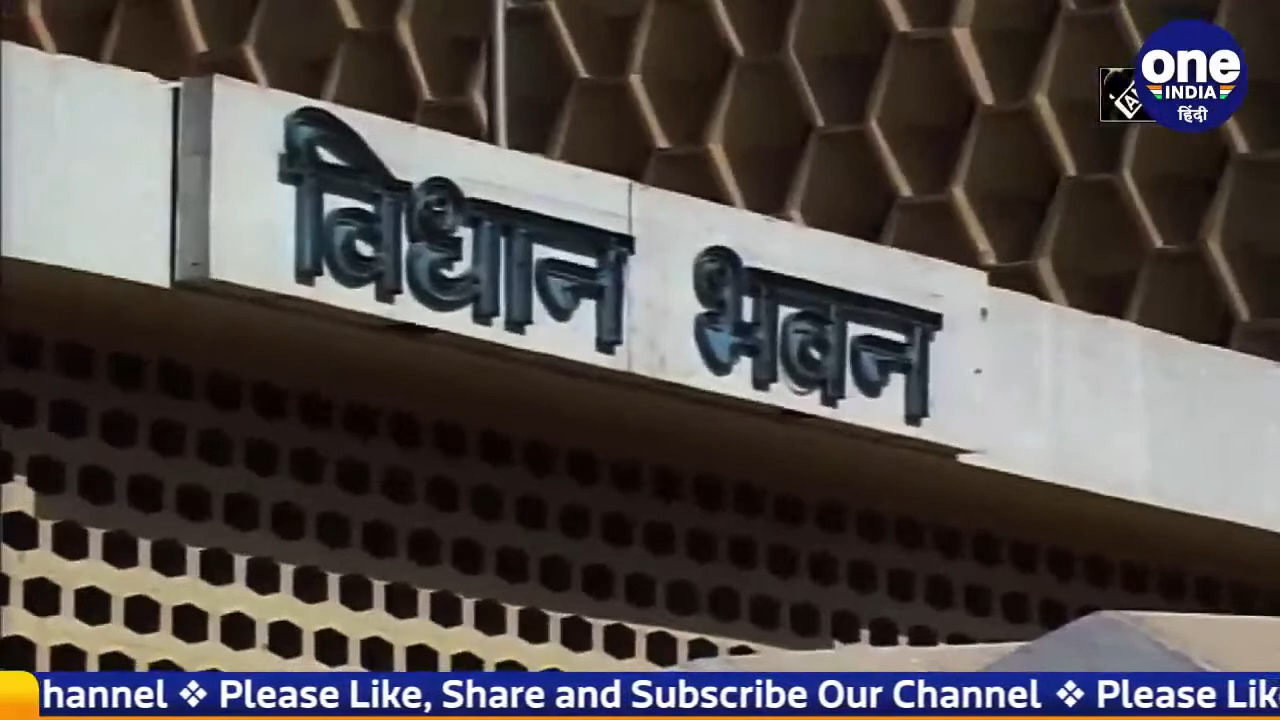 one
INDIA
हिंदी
विधान भवन
hannel ❖ Please Like, Share and Subscribe Our Channel ❖ Please Lik